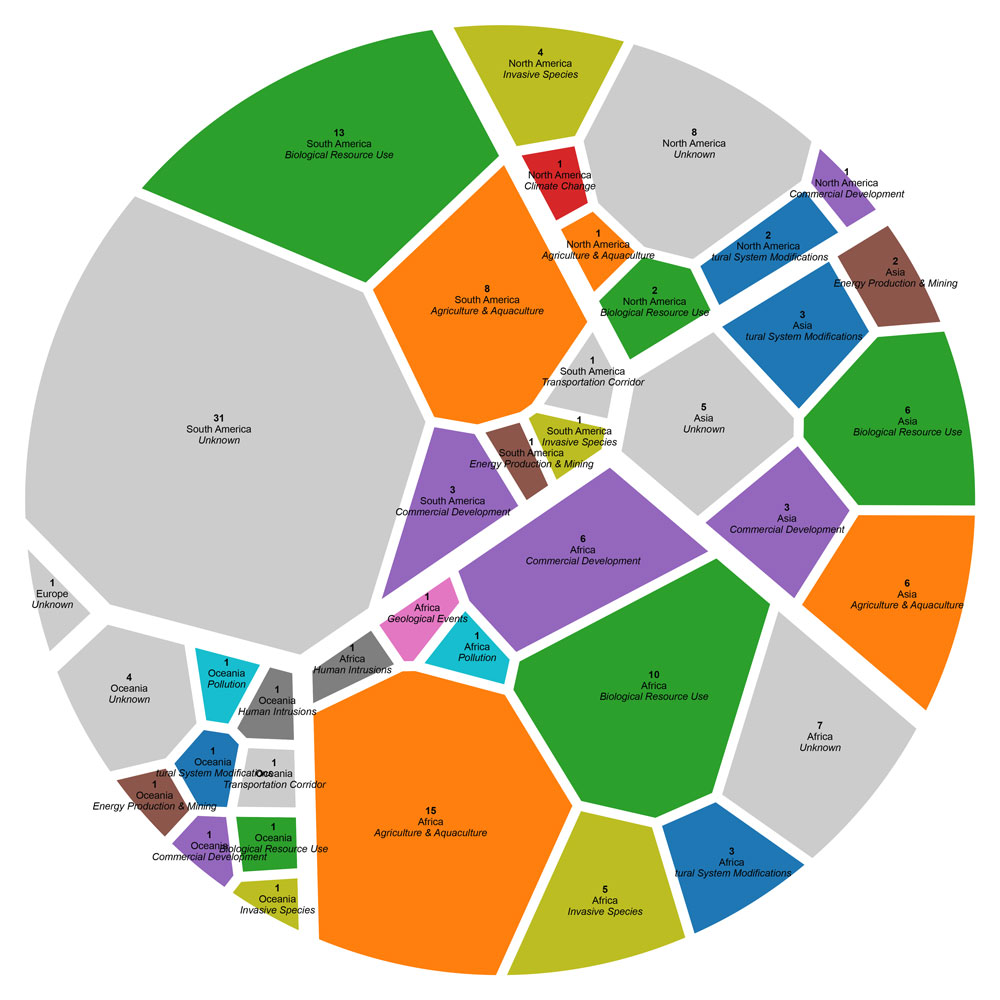 4
North America
Invasive Species
8
North America
Unknown
13
South America
Biological Resource Use
1
North America
Climate Change
1
North America
Commercial Development
1
North America
Agriculture & Aquaculture
2
North America
tural System Modifications
2
Asia
Energy Production & Mining
8
South America
Agriculture & Aquaculture
2
North America
Biological Resource Use
3
Asia
tural System Modifications
1
South America
Transportation Corridor
31
South America
Unknown
5
Asia
Unknown
6
Asia
Biological Resource Use
1
South America
Invasive Species
1
South America
Energy Production & Mining
3
South America
Commercial Development
3
Asia
Commercial Development
6
Africa
Commercial Development
1
Europe
Unknown
6
Asia
Agriculture & Aquaculture
1
Africa
Geological Events
1
Africa
Pollution
1
Africa
Human Intrusions
4
Oceania
Unknown
1
Oceania
Pollution
1
Oceania
Human Intrusions
10
Africa
Biological Resource Use
7
Africa
Unknown
1
Oceania
tural System Modifications
1
Oceania
Transportation Corridor
1
Oceania
Energy Production & Mining
15
Africa
Agriculture & Aquaculture
1
Oceania
Commercial Development
1
Oceania
Biological Resource Use
3
Africa
tural System Modifications
1
Oceania
Invasive Species
5
Africa
Invasive Species